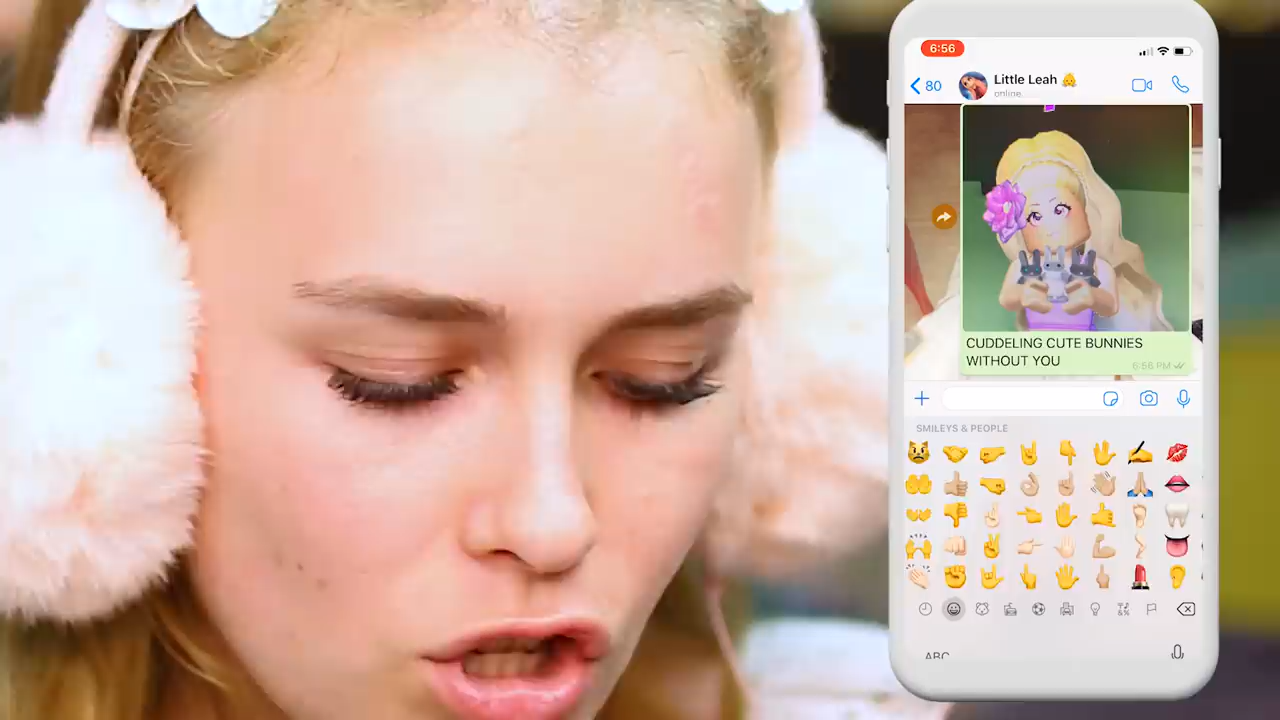 6:56
80
Little Leah
online
CUDDELING CUTE BUNNIES
WITHOUT YOU
6:56 PM
SMILEYS & PEOPLE
ABC